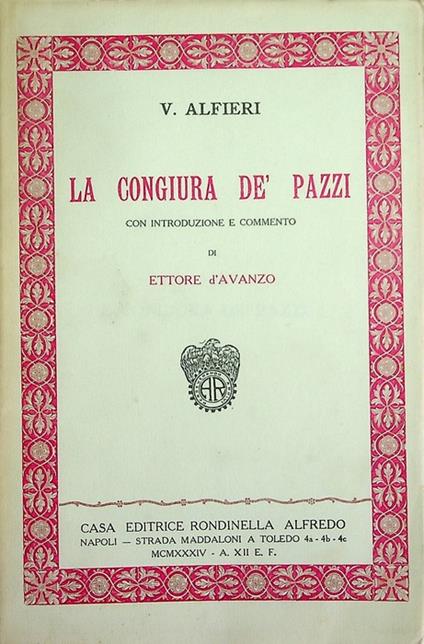 V. ALFIERI
LA CONGIURA DE' PAZZI
CON INTRODUZIONE E COMMENTO
DI
ETTORE d'AVANZO
AR
CASA EDITRICE RONDINELLA ALFREDO
NAPOLI — STRADA MADDALONI A TOLEDO 4a - 4b - 4c
MCMXXXIV - A. XII E. F.